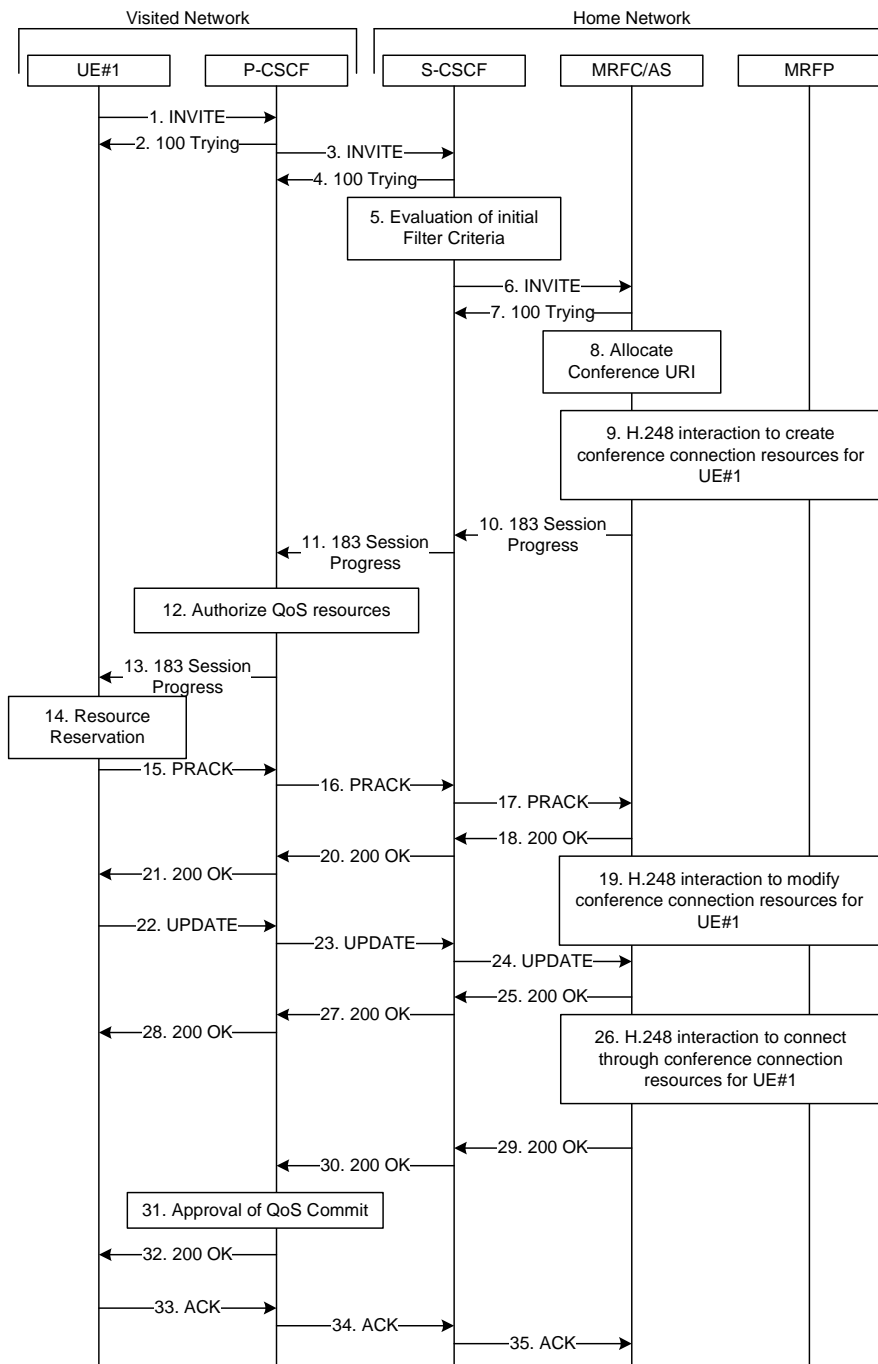 Visited Network
Home Network
UE#1
P-CSCF
S-CSCF
MRFC/AS
MRFP
1. INVITE
2. 100 Trying
3. INVITE
4. 100 Trying
5. Evaluation of initial
Filter Criteria
6. INVITE
7. 100 Trying
8. Allocate
Conference URI
9. H.248 interaction to create
conference connection resources for
UE#1
10. 183 Session
Progress
11. 183 Session
Progress
12. Authorize QoS resources
13. 183 Session
Progress
14. Resource
Reservation
15. PRACK
16. PRACK
17. PRACK
18. 200 OK
19. H.248 interaction to modify
conference connection resources for
UE#1
20. 200 OK
21. 200 OK
22. UPDATE
23. UPDATE
24. UPDATE
25. 200 OK
26. H.248 interaction to connect
through conference connection
resources for UE#1
27. 200 OK
28. 200 OK
29. 200 OK
30. 200 OK
31. Approval of QoS Commit
32. 200 OK
33. ACK
34. ACK
35. ACK